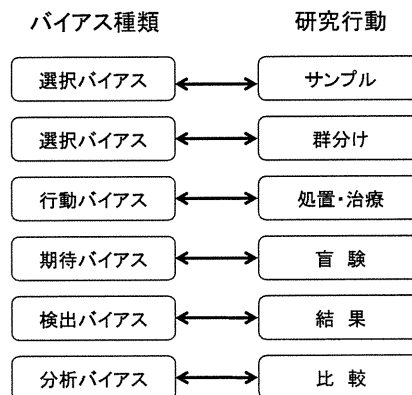 バイアス種類 研究行動
選択バイアス サンプル
選択バイアス 群分け
行動バイアス 処置・治療
期待バイアス 盲験
検出バイアス 結果
分析バイアス 比較